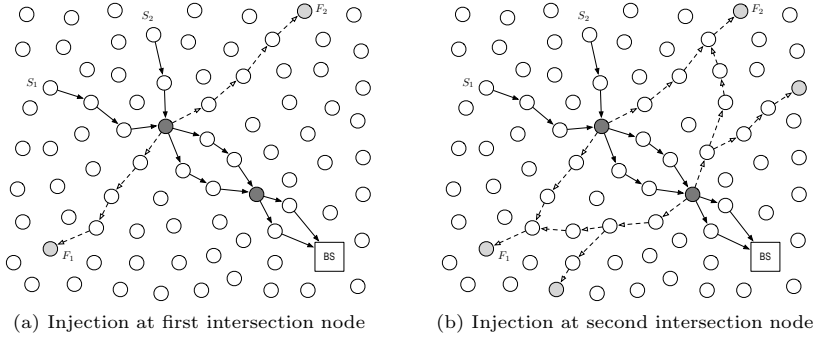 S2
F2
S1
F1
BS
(a) Injection at first intersection node
S2
F2
S1
F1
BS
(b) Injection at second intersection node